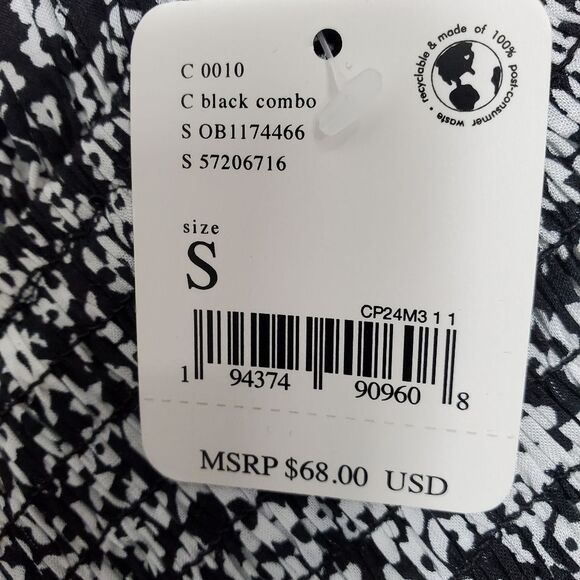 C 0010
C black combo
S OB1174466
S 57206716
recyclable & made of 100% post-consumer waste •
size
S
CP24M3 1 1
1 94374 90960 8
MSRP $68.00 USD